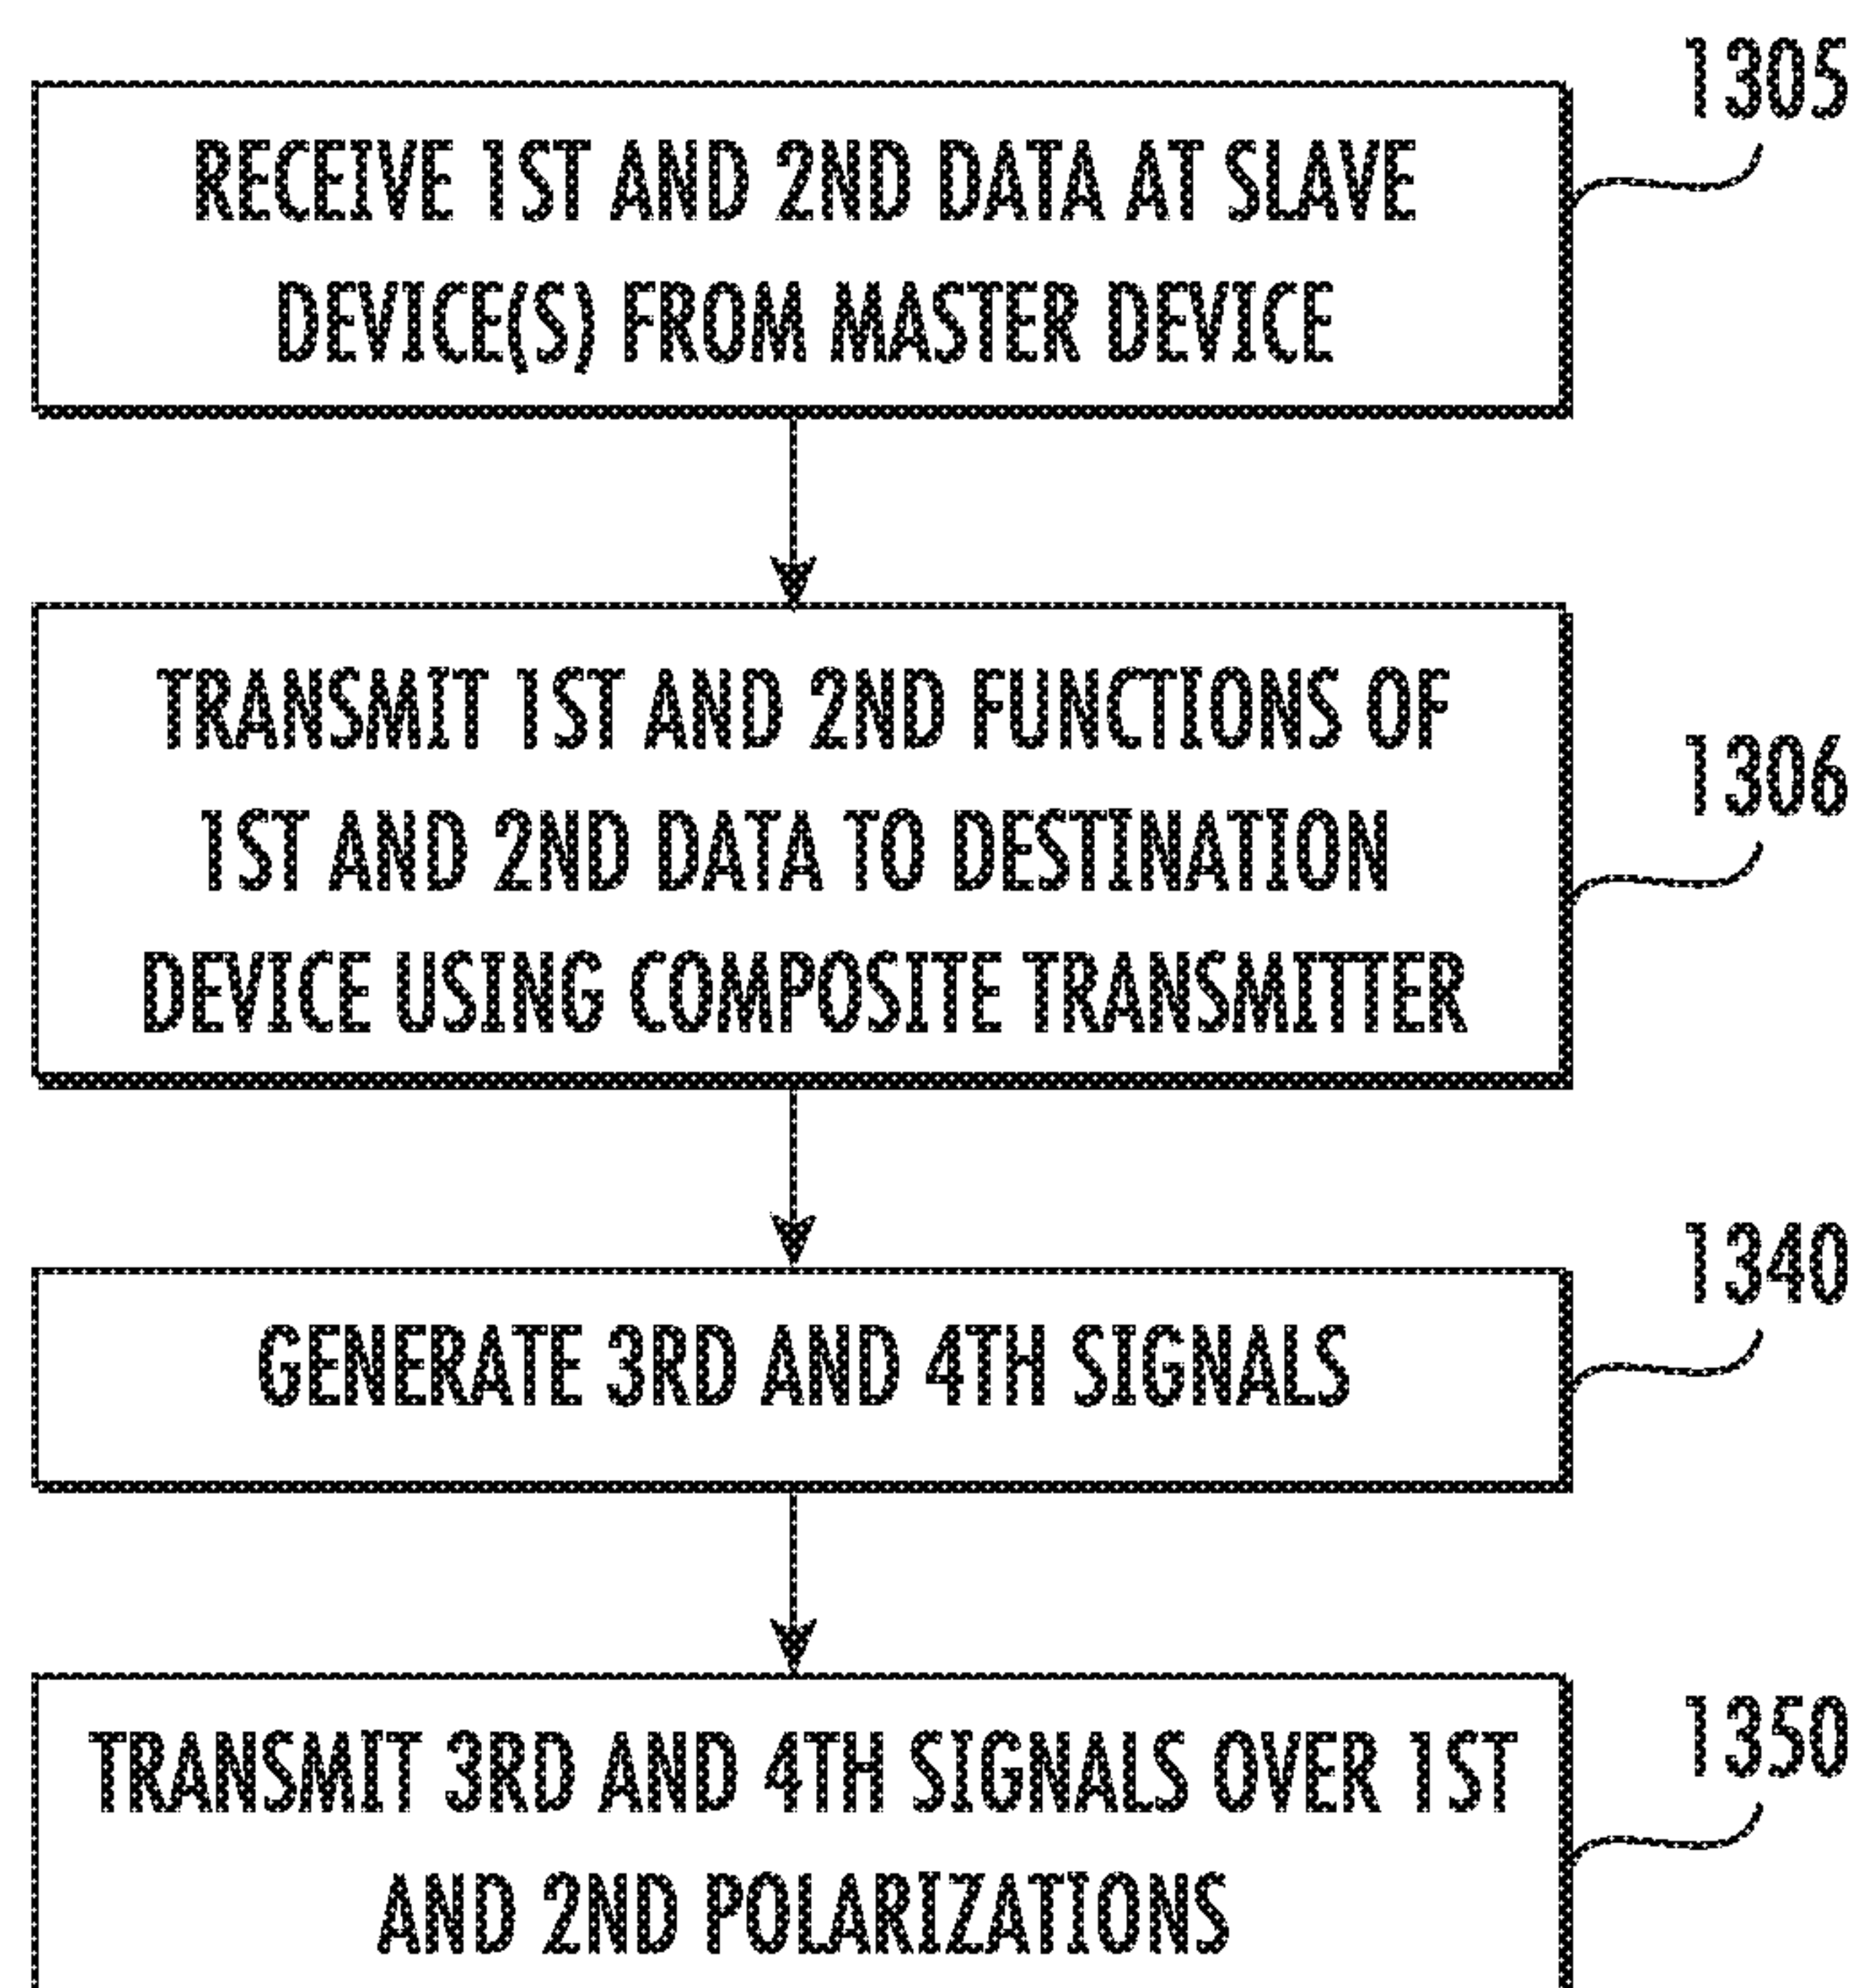 1305
RECEIVE 1ST AND 2ND DATA AT SLAVE
DEVICE(S) FROM MASTER DEVICE
TRANSMIT 1ST AND 2ND FUNCTIONS OF
1306
1ST AND 2ND DATA TO DESTINATION
DEVICE USING COMPOSITE TRANSMITTER
1340
GENERATE 3RD AND 4TH SIGNALS
1350
TRANSMIT 3RD AND 4TH SIGNALS OVER 1ST
AND 2ND POLARIZATIONS